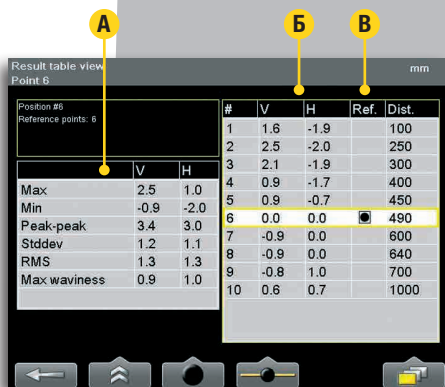 А Б В
Result table view
Point 6
mm
Position #6
Reference points: 6
V H
Max 2.5 1.0
Min -0.9 -2.0
Peak-peak 3.4 3.0
Stddev 1.2 1.1
RMS 1.3 1.3
Max waviness 0.9 1.0
# V H Ref. Dist.
1 1.6 -1.9 100
2 2.5 -2.0 250
3 2.1 -1.9 300
4 0.9 -1.7 400
5 0.9 -0.7 450
6 0.0 0.0 490
7 -0.9 0.0 600
8 -0.9 0.0 640
9 -0.8 1.0 700
10 0.6 0.7 1000